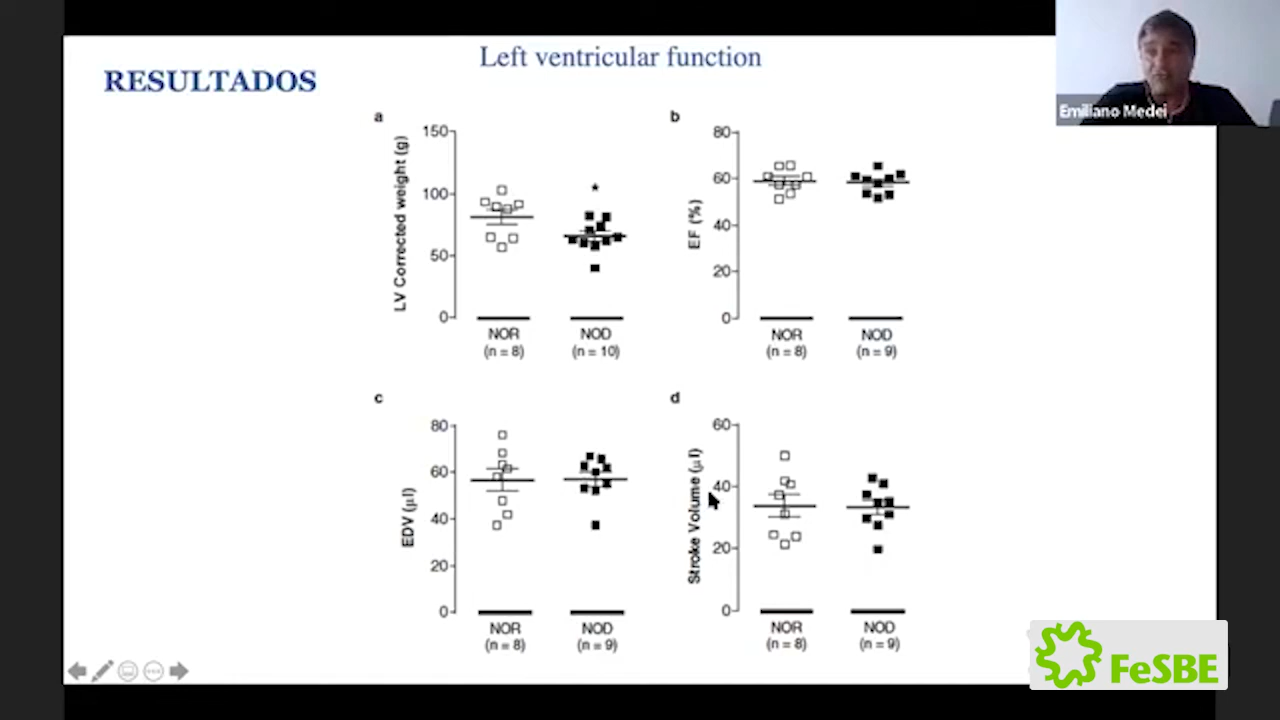 Left ventricular function
RESULTADOS
Emiliano Medei
a
LV Corrected weight (g)
150
100
50
0
*
NOR
(n = 8)
NOD
(n = 10)
b
EF (%)
80
60
40
20
0
NOR
(n = 8)
NOD
(n = 9)
c
EDV (µl)
80
60
40
20
0
NOR
(n = 8)
NOD
(n = 9)
d
Stroke Volume (µl)
60
40
20
0
NOR
(n = 8)
NOD
(n = 9)
FeSBE